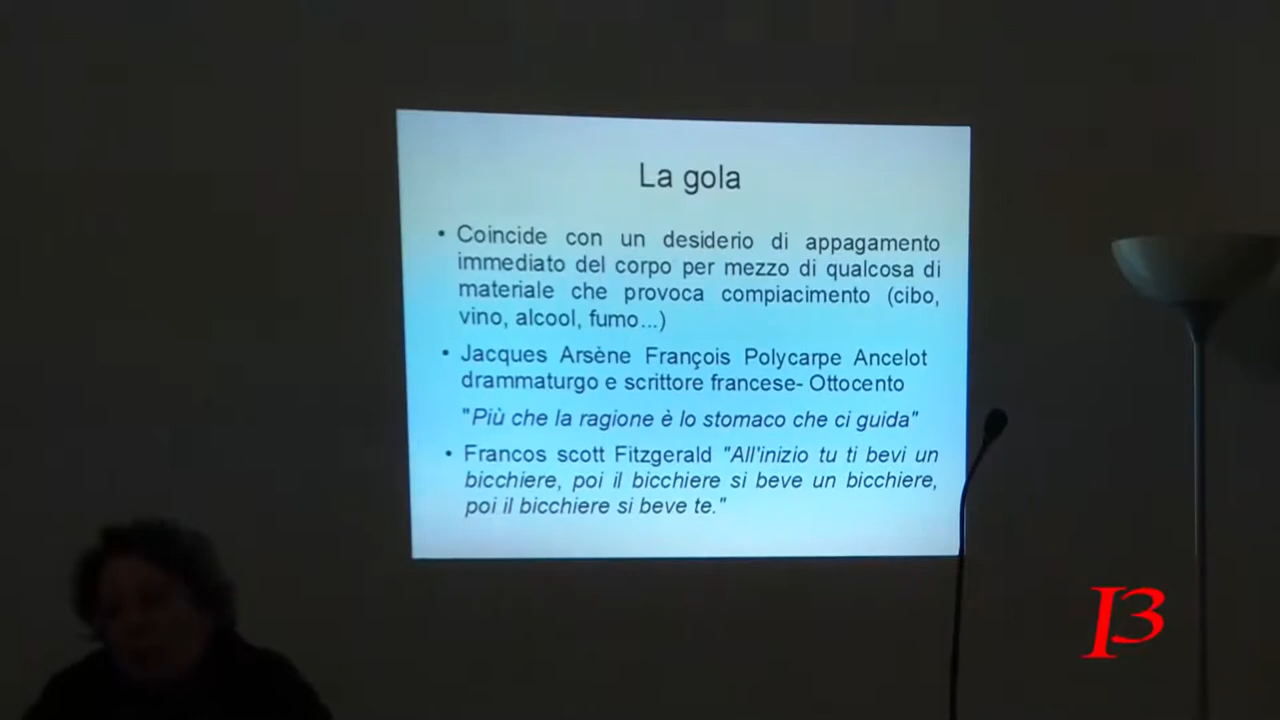 La gola
• Coincide con un desiderio di appagamento
immediato del corpo per mezzo di qualcosa di
materiale che provoca compiacimento (cibo,
vino, alcool, fumo...)
• Jacques Arsène François Polycarpe Ancelot
drammaturgo e scrittore francese- Ottocento
"Più che la ragione è lo stomaco che ci guida"
• Francos scott Fitzgerald "All'inizio tu ti bevi un
bicchiere, poi il bicchiere si beve un bicchiere,
poi il bicchiere si beve te."